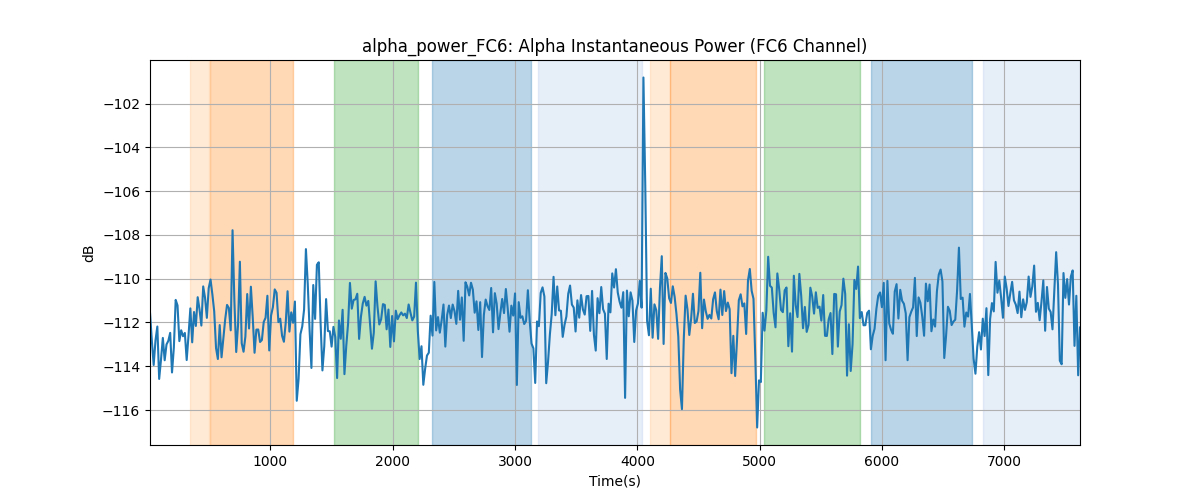 alpha_power_FC6: Alpha Instantaneous Power (FC6 Channel)
−102
−104
−106
−108
−110
−112
−114
−116
dB
1000 2000 3000 4000 5000 6000 7000
Time(s)